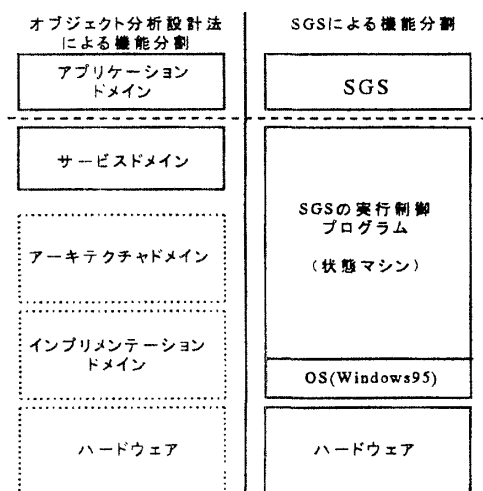 オブジェクト分析設計法
による機能分割
アプリケーション
ドメイン
サービスドメイン
アーキテクチャドメイン
インプリメンテーション
ドメイン
ハードウェア
SGSによる機能分割
SGS
SGSの実行制御
プログラム
(状態マシン)
OS(Windows95)
ハードウェア